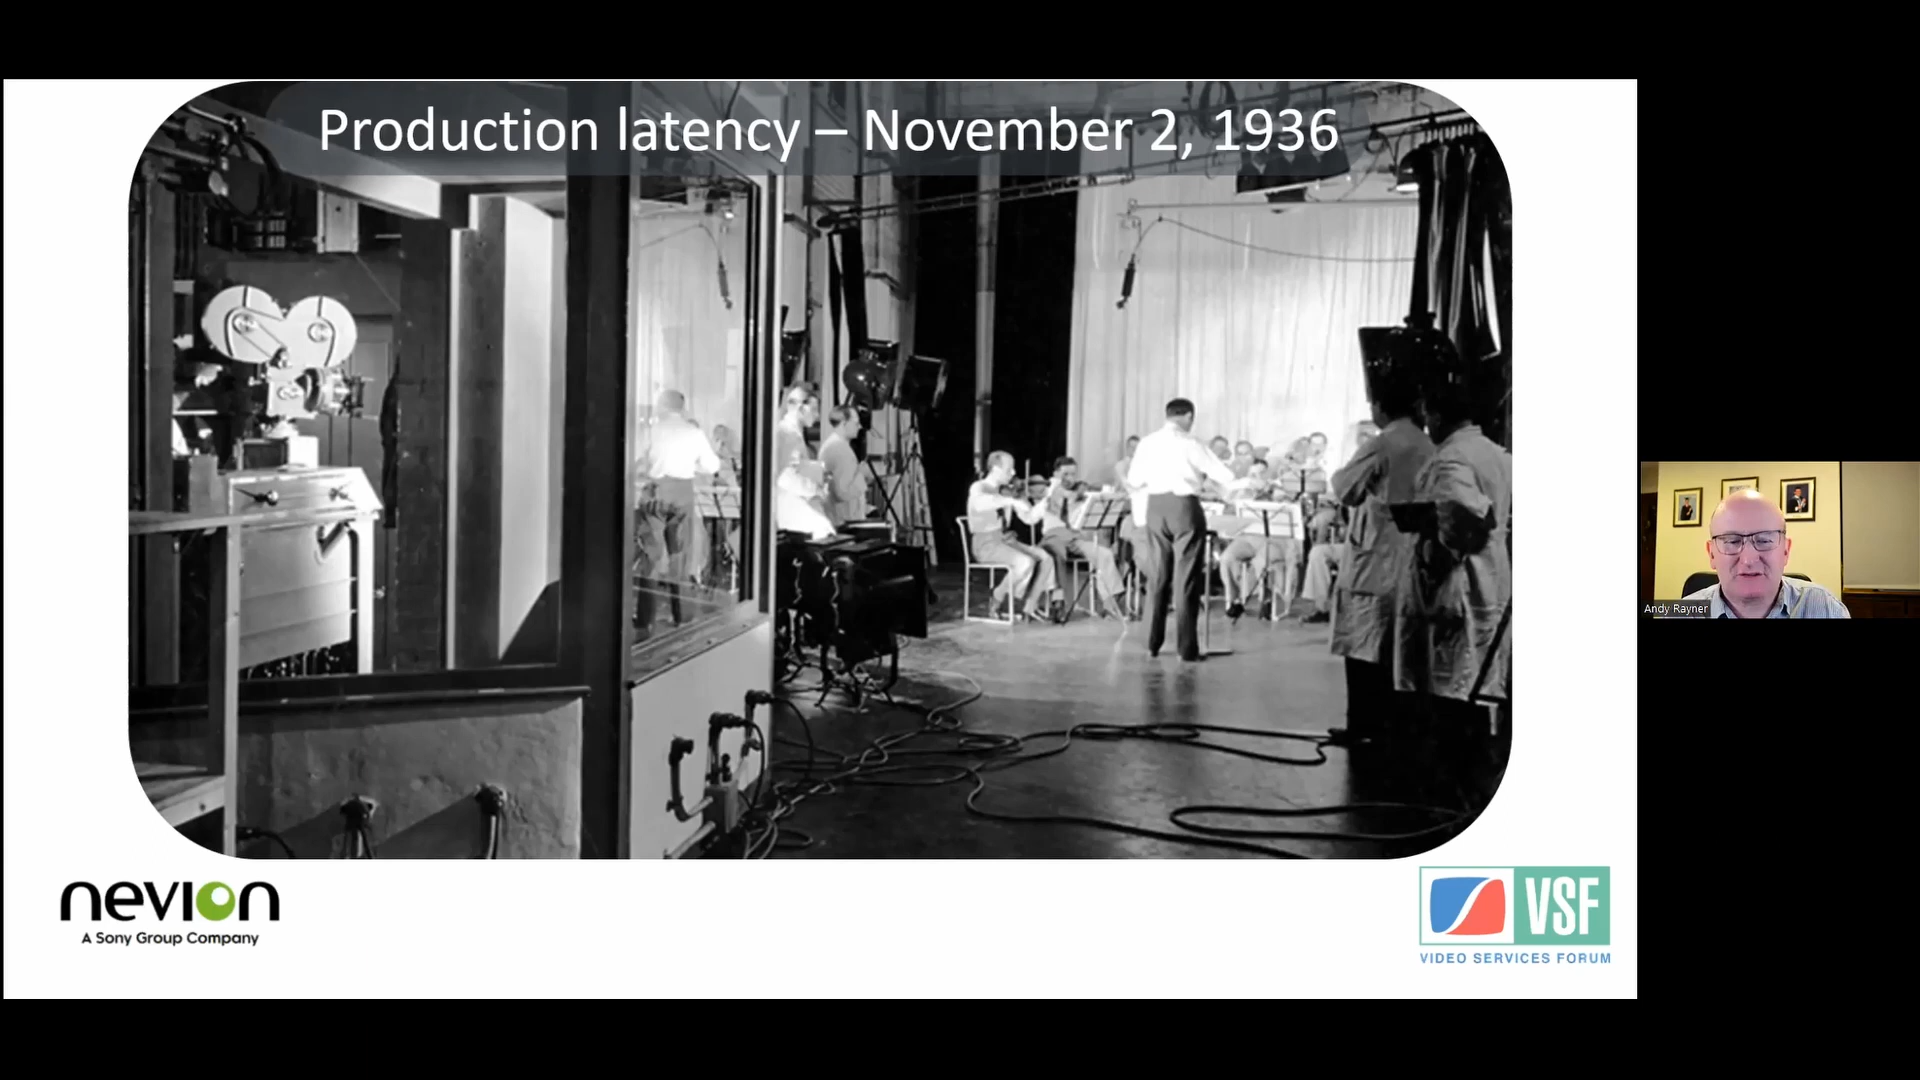 Production latency – November 2, 1936
nevion
A Sony Group Company
VSF
VIDEO SERVICES FORUM
Andy Rayner